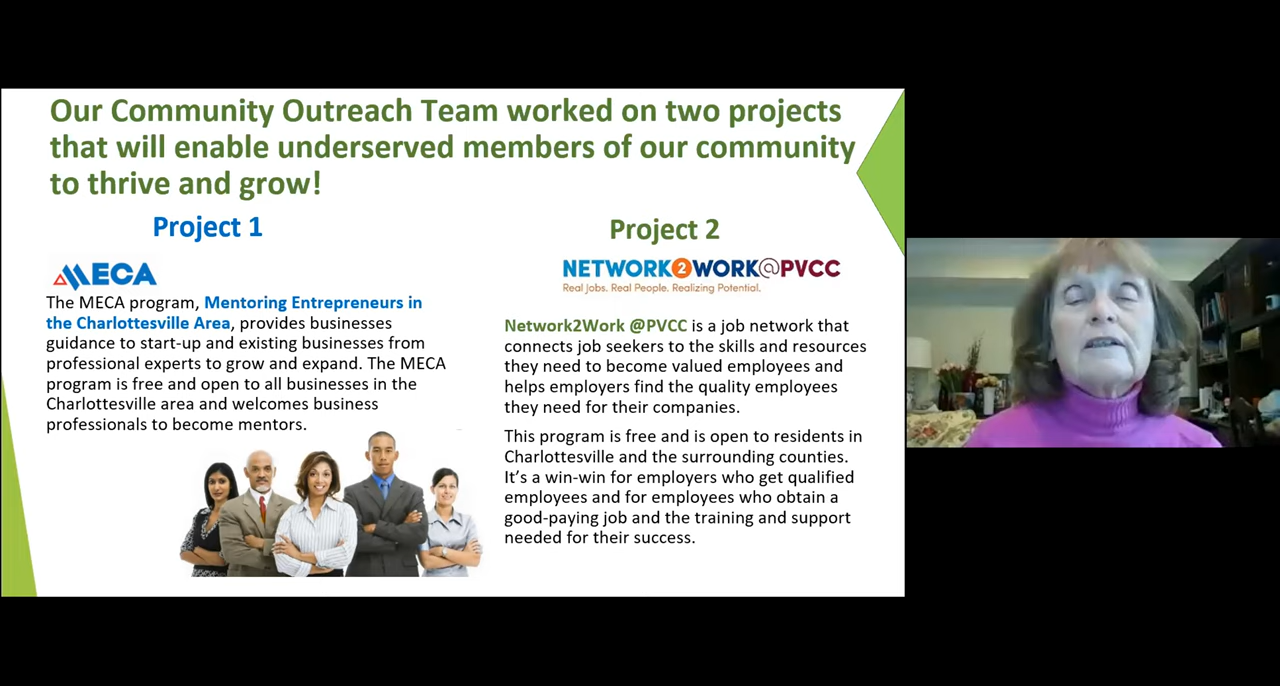 Our Community Outreach Team worked on two projects
that will enable underserved members of our community
to thrive and grow!
Project 1
MECA
The MECA program, Mentoring Entrepreneurs in
the Charlottesville Area, provides businesses
guidance to start-up and existing businesses from
professional experts to grow and expand. The MECA
program is free and open to all businesses in the
Charlottesville area and welcomes business
professionals to become mentors.
Project 2
NETWORK2WORK@PVCC
Real Jobs. Real People. Realizing Potential.
Network2Work @PVCC is a job network that
connects job seekers to the skills and resources
they need to become valued employees and
helps employers find the quality employees
they need for their companies.
This program is free and is open to residents in
Charlottesville and the surrounding counties.
It’s a win-win for employers who get qualified
employees and for employees who obtain a
good-paying job and the training and support
needed for their success.